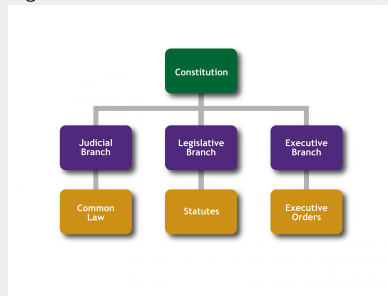 Constitution
Judicial
Branch
Legislative
Branch
Executive
Branch
Common
Law
Statutes
Executive
Orders